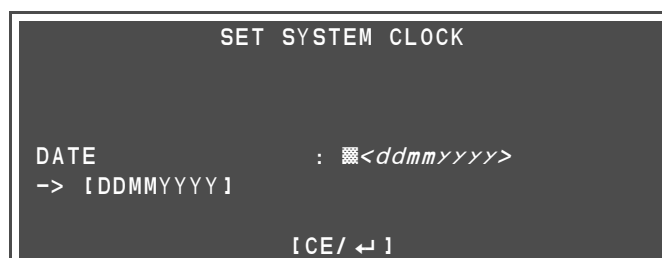 SET SYSTEM CLOCK
DATE : ▒<ddmmyyyy>
-> [DDMMYYYY]
[CE/ ↵ ]